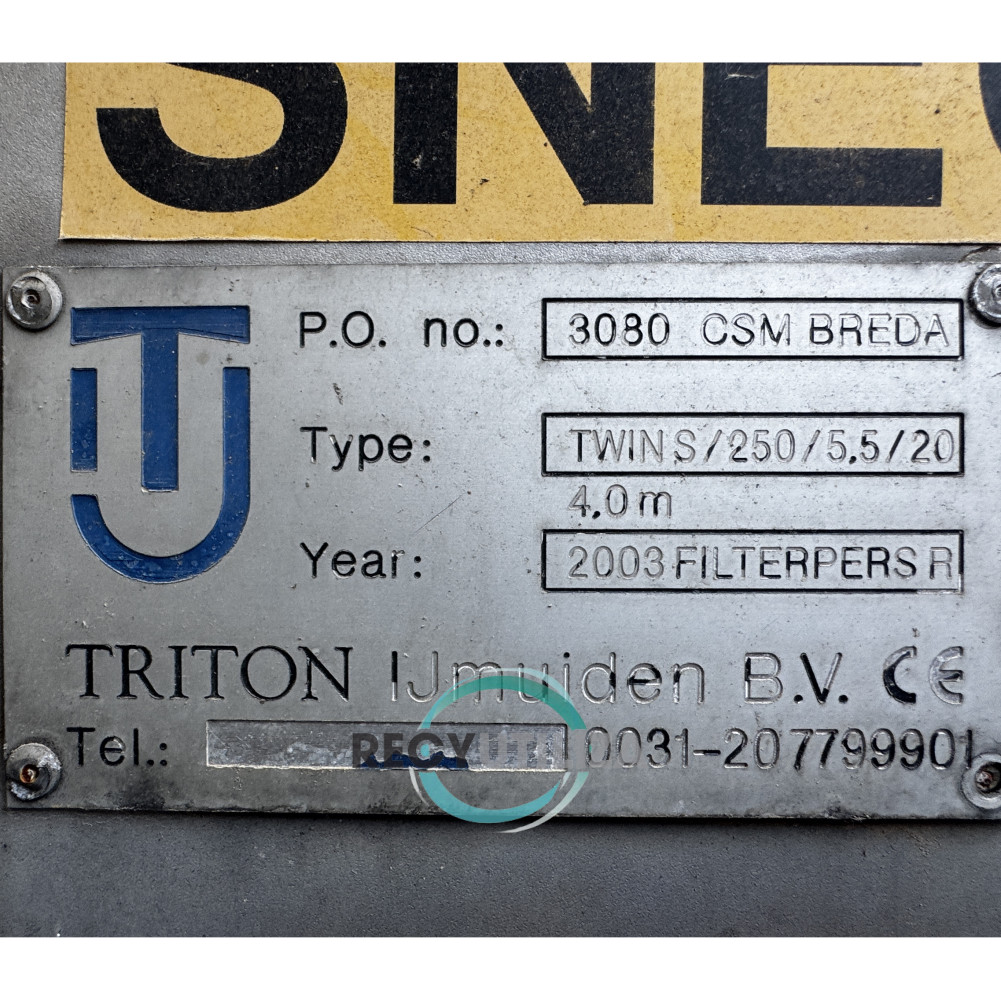 P.O. no.: 3080 CSM BREDA
Type: TWIN S/250/5.5/20
4.0 m
Year: 2003 FILTERPERS R
TRITON IJmuiden B.V. CE
Tel.: 0031-207799901